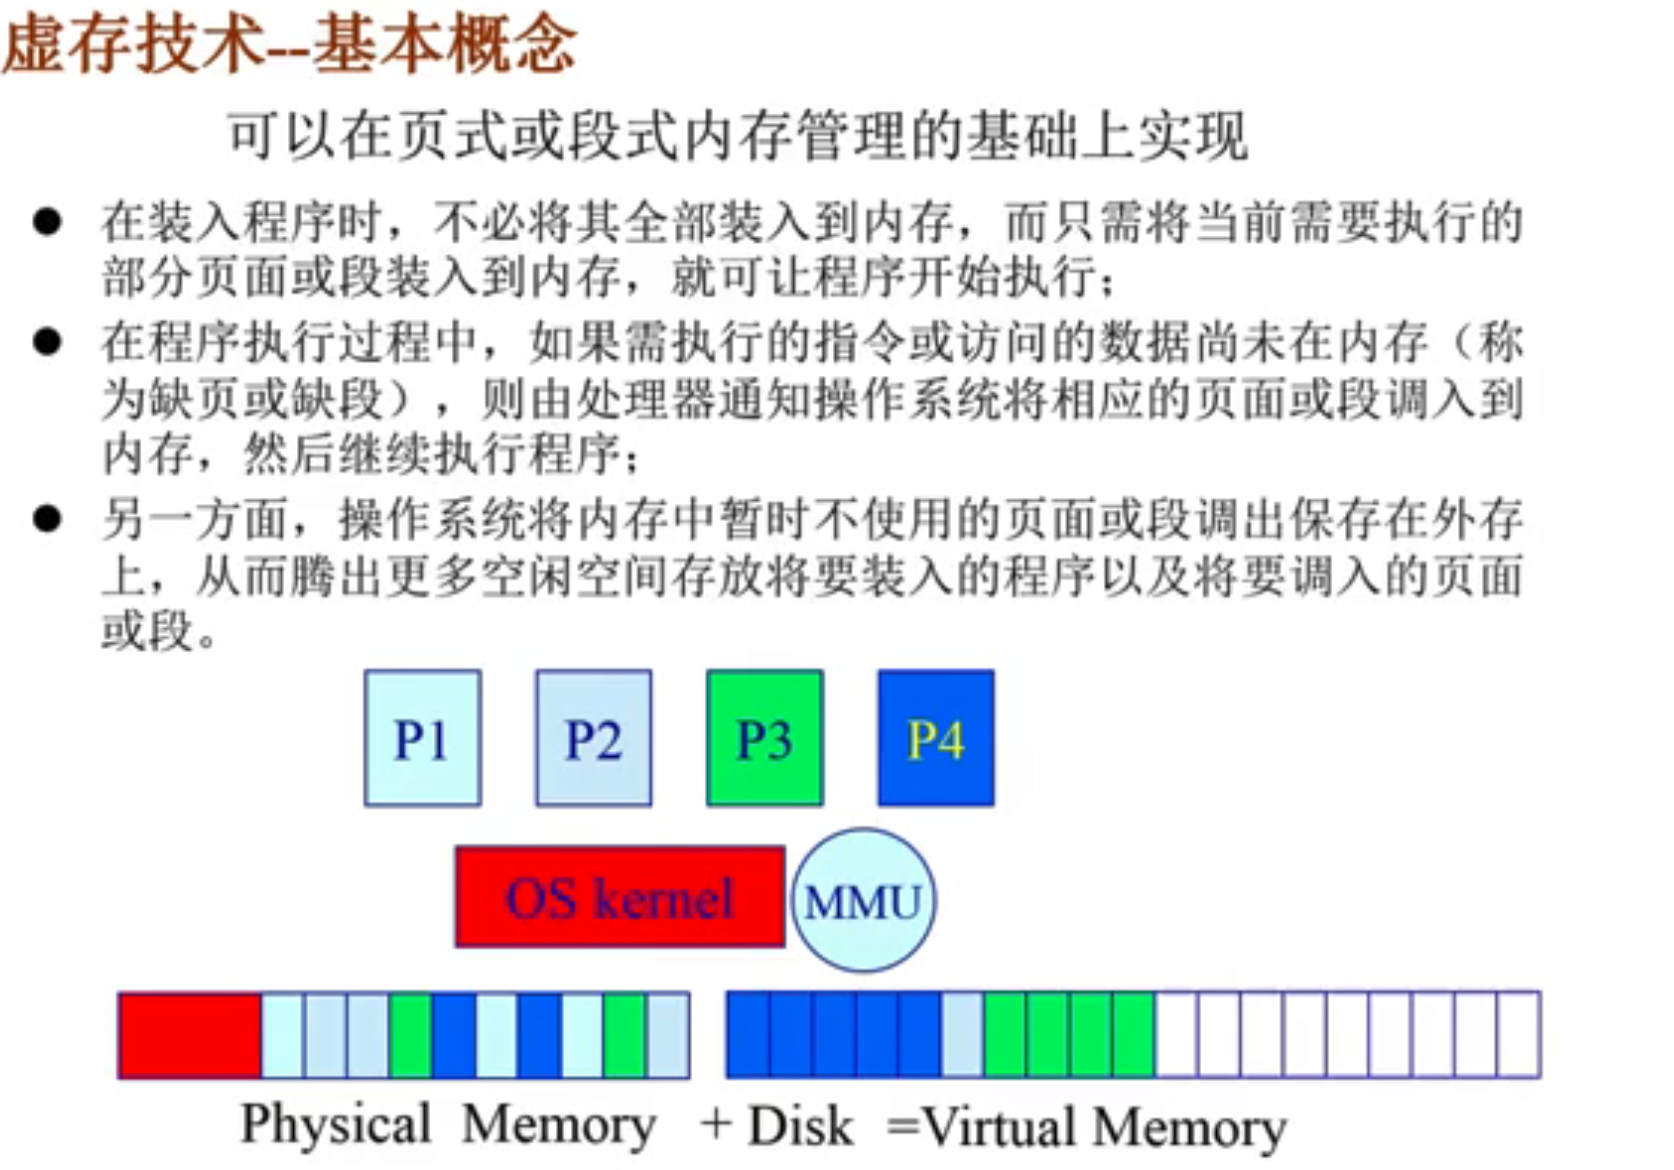 虚存技术--基本概念
可以在页式或段式内存管理的基础上实现
● 在装入程序时，不必将其全部装入到内存，而只需将当前需要执行的
部分页面或段装入到内存，就可让程序开始执行；
● 在程序执行过程中，如果需执行的指令或访问的数据尚未在内存（称
为缺页或缺段），则由处理器通知操作系统将相应的页面或段调入到
内存，然后继续执行程序；
● 另一方面，操作系统将内存中暂时不使用的页面或段调出保存在外存
上，从而腾出更多空闲空间存放将要装入的程序以及将要调入的页面
或段。
P1 P2 P3 P4
OS kernel MMU
Physical Memory + Disk =Virtual Memory